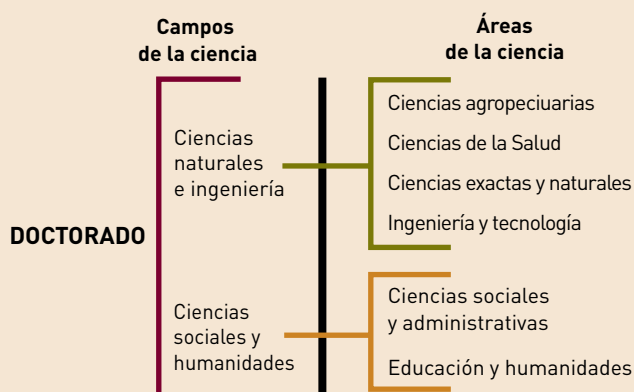 Campos
de la ciencia
Áreas
de la ciencia
DOCTORADO
Ciencias
naturales
e ingeniería
Ciencias agropeciuarias
Ciencias de la Salud
Ciencias exactas y naturales
Ingeniería y tecnología
Ciencias
sociales y
humanidades
Ciencias sociales
y administrativas
Educación y humanidades